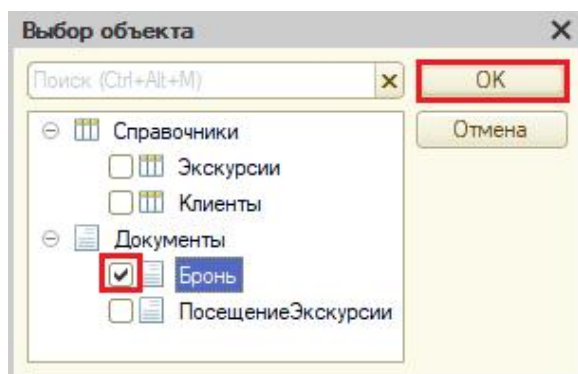 Выбор объекта
Поиск (Ctrl+Alt+M)
OK
Справочники
Отмена
Экскурсии
Клиенты
Документы
Бронь
ПосещениеЭкскурсии